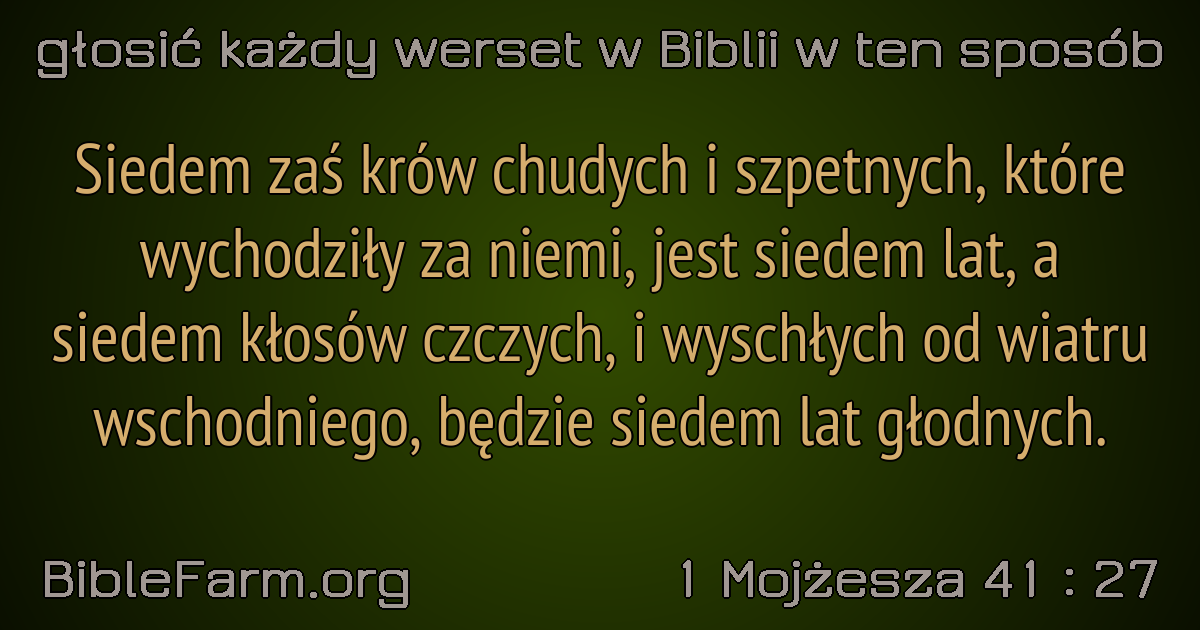 głosić każdy werset w Biblii w ten sposób
Siedem zaś krów chudych i szpetnych, które
wychodziły za niemi, jest siedem lat, a
siedem kłosów czczych, i wyschłych od wiatru
wschodniego, będzie siedem lat głodnych.
BibleFarm.org
1 Mojżesza 41 : 27